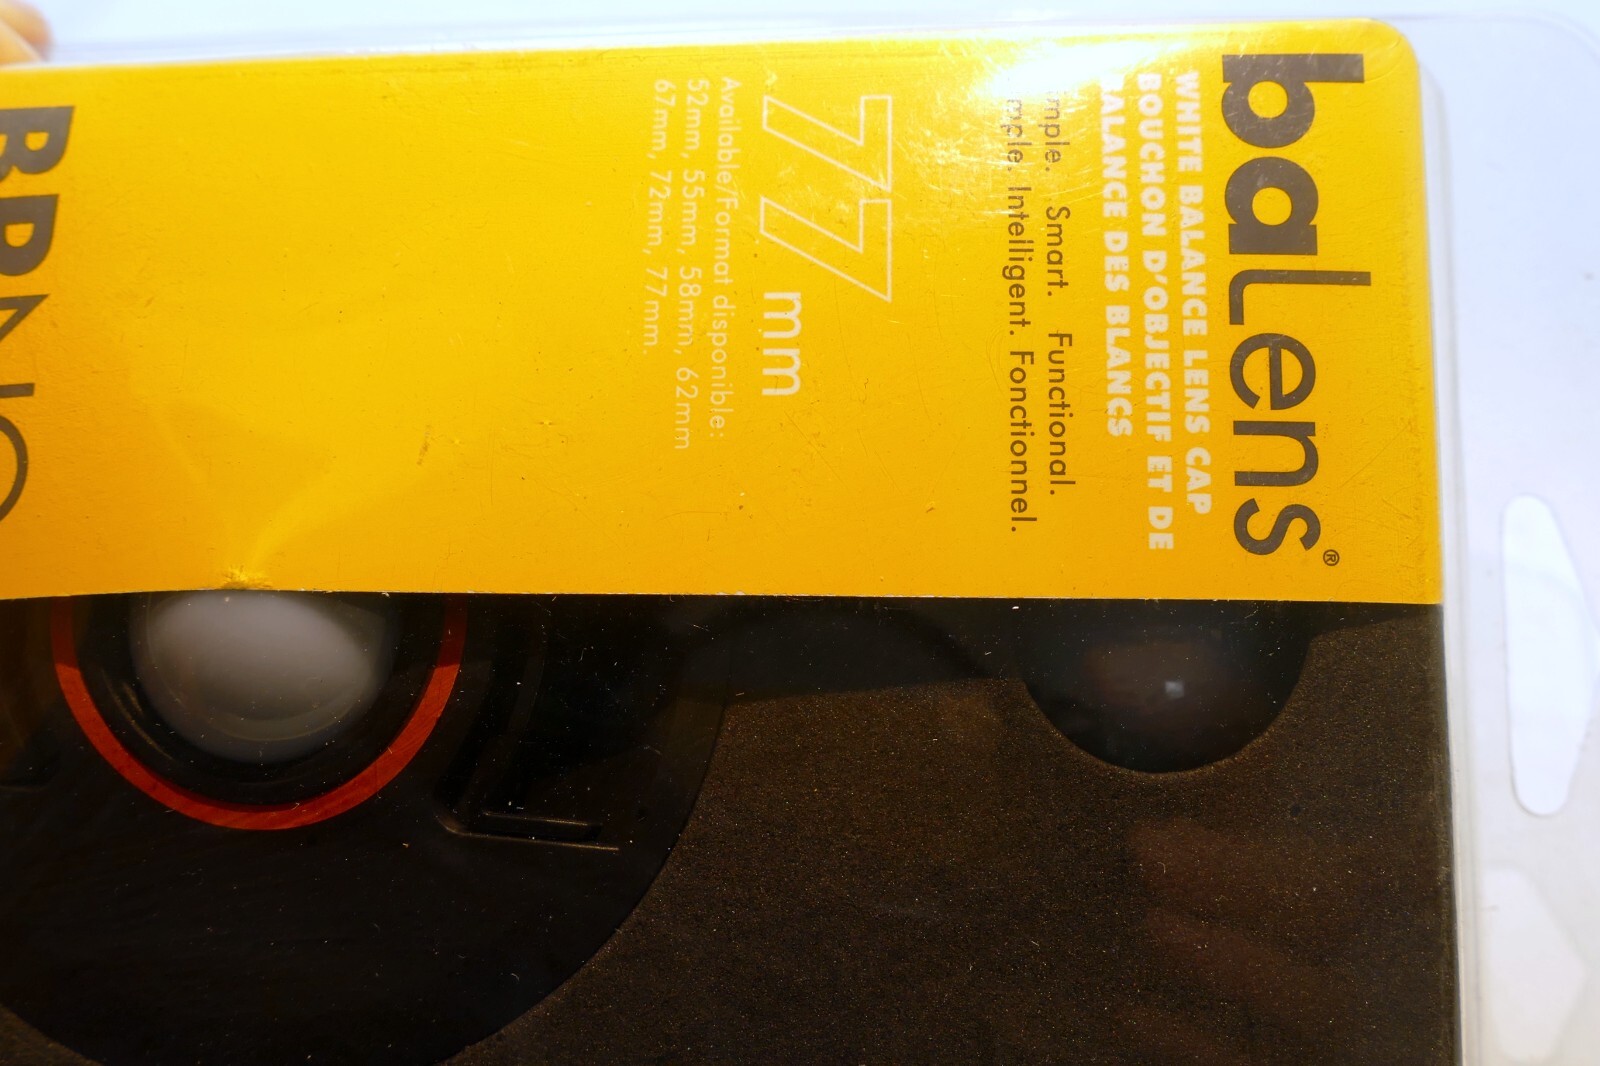 baLens®
WHITE BALANCE LENS CAP
BOUCHON D'OBJECTIF ET DE
BALANCE DES BLANCS
Smart. Functional.
Intelligent. Fonctionnel.
77 mm
Available/Format disponible:
52mm, 55mm, 58mm, 62mm
67mm, 72mm, 77mm.